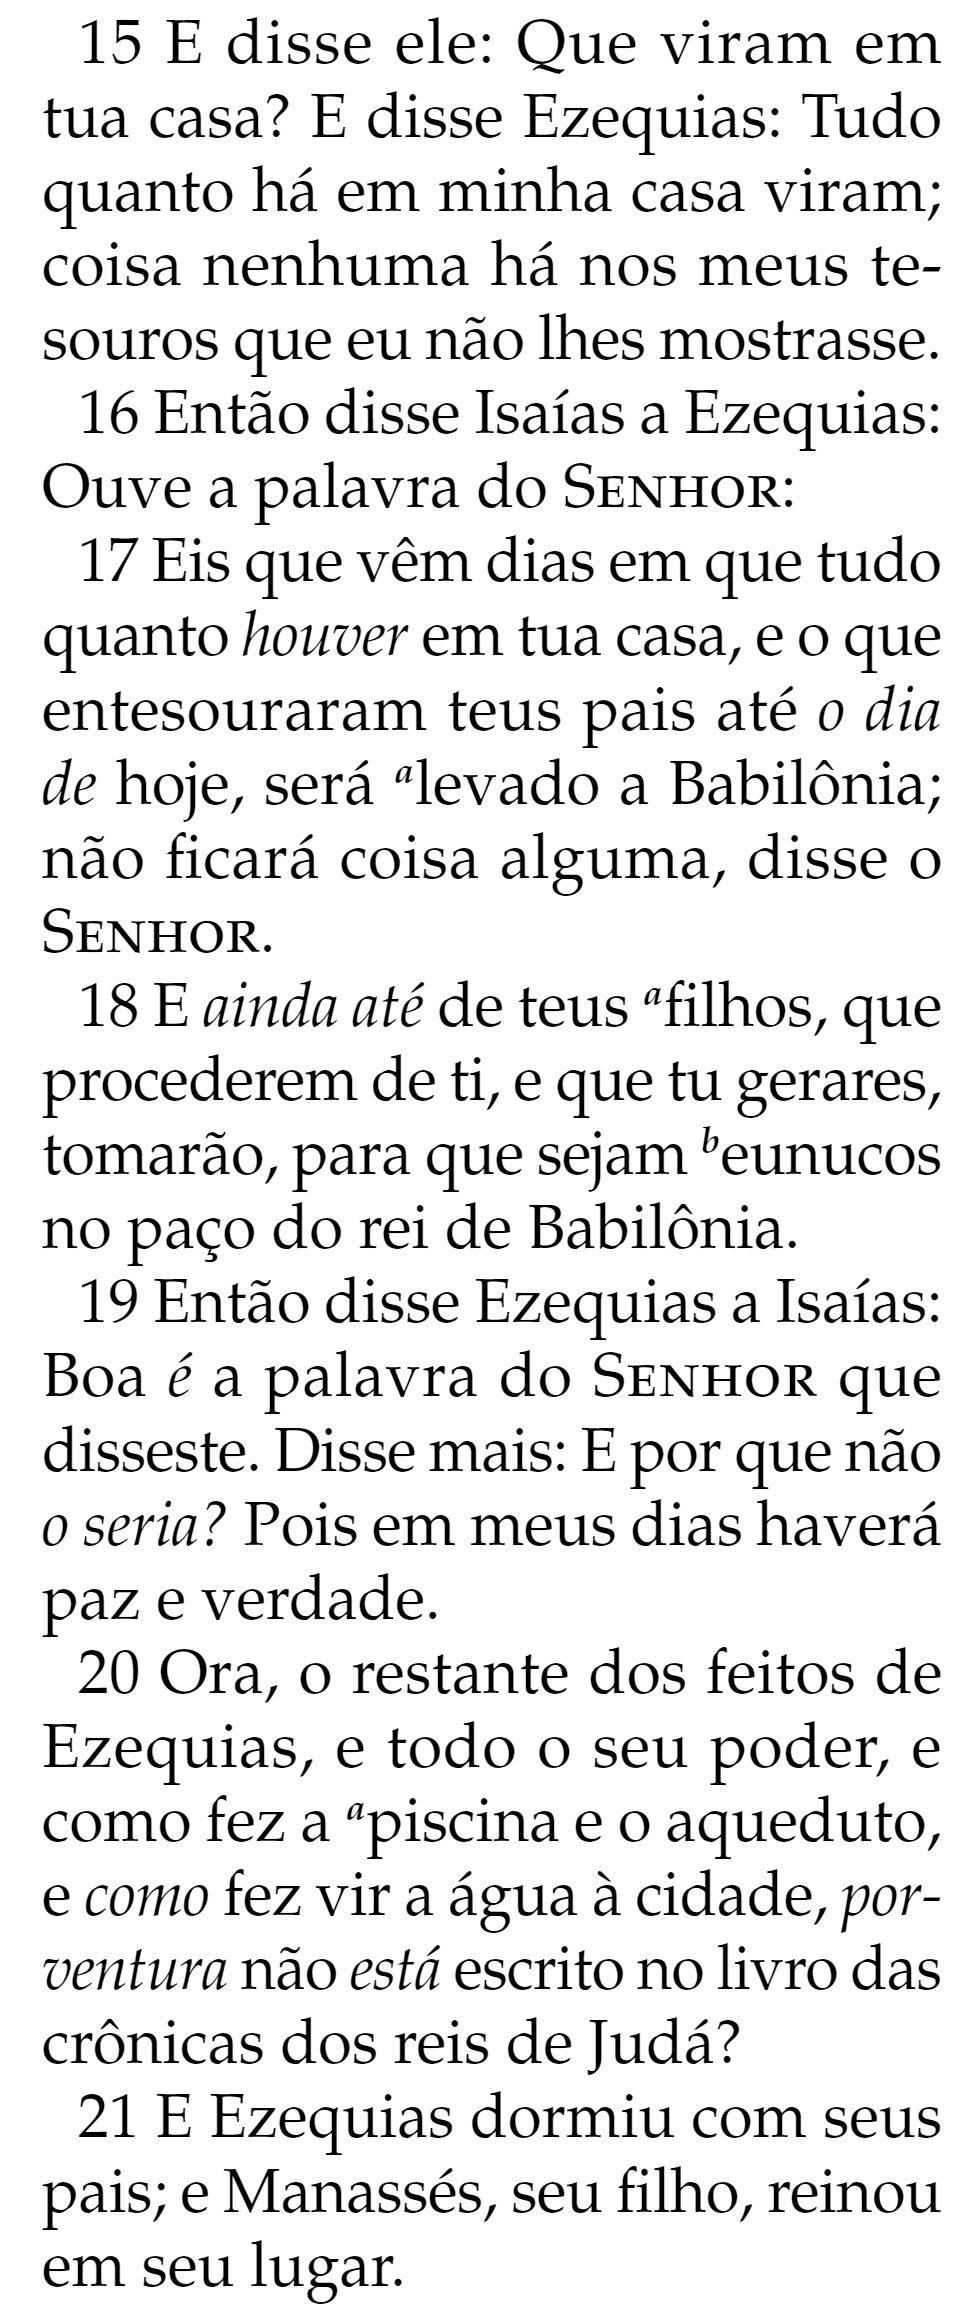 15 E disse ele: Que viram em
tua casa? E disse Ezequias: Tudo
quanto há em minha casa viram;
coisa nenhuma há nos meus te-
souros que eu não lhes mostrasse.
16 Então disse Isaías a Ezequias:
Ouve a palavra do SENHOR:
17 Eis que vêm dias em que tudo
quanto houver em tua casa, e o que
entesouraram teus pais até o dia
de hoje, será alevado a Babilônia;
não ficará coisa alguma, disse o
SENHOR.
18 E ainda até de teus afilhos, que
procederem de ti, e que tu gerares,
tomarão, para que sejam beunucos
no paço do rei de Babilônia.
19 Então disse Ezequias a Isaías:
Boa é a palavra do SENHOR que
disseste. Disse mais: E por que não
o seria? Pois em meus dias haverá
paz e verdade.
20 Ora, o restante dos feitos de
Ezequias, e todo o seu poder, e
como fez a apiscina e o aqueduto,
e como fez vir a água à cidade, por-
ventura não está escrito no livro das
crônicas dos reis de Judá?
21 E Ezequias dormiu com seus
pais; e Manassés, seu filho, reinou
em seu lugar.